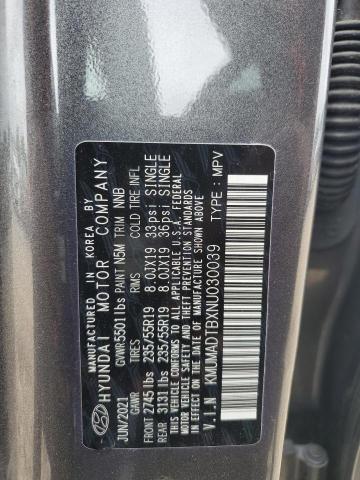 MANUFACTURED IN KOREA BY
HYUNDAI MOTOR COMPANY
JUN/2021 GVWR 5501 lbs PAINT N5M TRIM NNB
GAWR TIRES RIMS COLD TIRE INFL
FRONT 2745 lbs 235/55R19 8.0JX19 33psi SINGLE
REAR 3131 lbs 235/55R19 8.0JX19 36psi SINGLE
THIS VEHICLE CONFORMS TO ALL APPLICABLE U.S.A. FEDERAL
MOTOR VEHICLE SAFETY, BUMPER, AND THEFT PREVENTION STANDARDS
IN EFFECT ON THE DATE OF MANUFACTURE SHOWN ABOVE.
V.I.N KMUMADTBXNU030039 TYPE : MPV